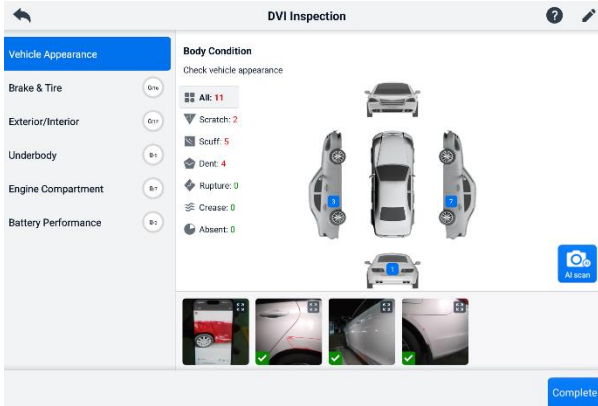 DVI Inspection
Vehicle Appearance
Brake & Tire
Exterior/Interior
Underbody
Engine Compartment
Battery Performance
Body Condition
Check vehicle appearance
All: 11
Scratch: 2
Scuff: 5
Dent: 4
Rupture: 0
Crease: 0
Absent: 0
3
7
1
AI scan
Complete